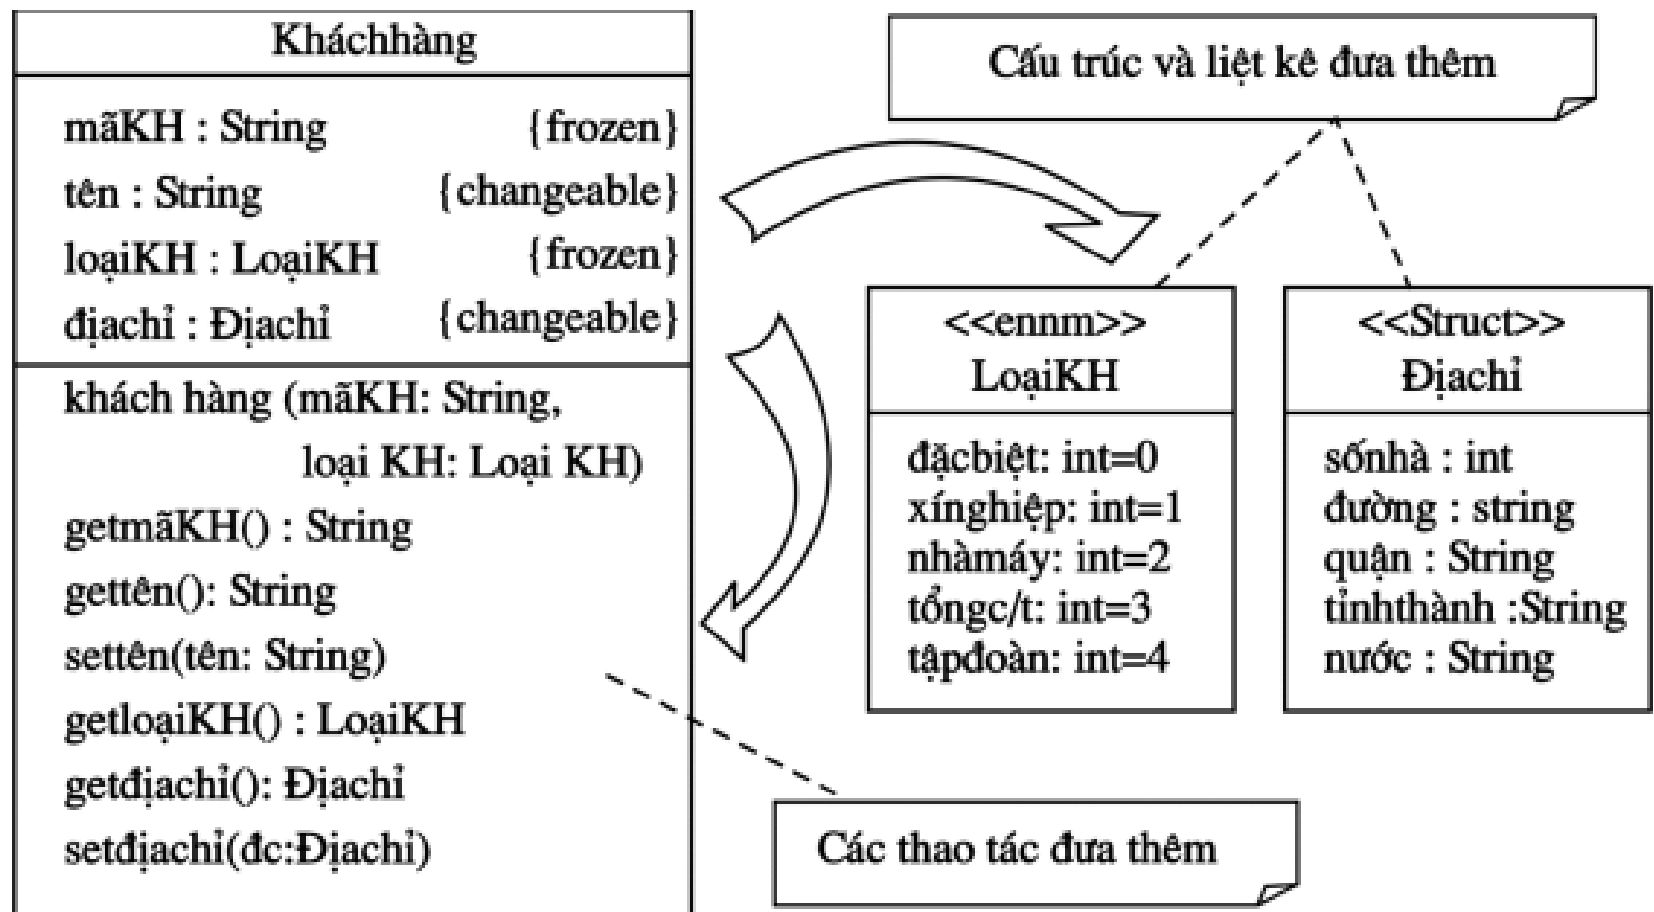 Kháchhàng
mãKH : String {frozen}
tên : String {changeable}
loạiKH : LoạiKH {frozen}
địachỉ : Địachỉ {changeable}
khách hàng (mãKH: String,
loại KH: Loại KH)
getmãKH() : String
gettên(): String
settên(tên: String)
getloạiKH() : LoạiKH
getđịachỉ(): Địachỉ
setđịachỉ(đc:Địachỉ)
Cấu trúc và liệt kê đưa thêm
<<ennm>>
LoạiKH
đặcbiệt: int=0
xínghiệp: int=1
nhàmáy: int=2
tổngc/t: int=3
tậpđoàn: int=4
<<Struct>>
Địachỉ
sốnhà : int
đường : string
quận : String
tỉnhthành :String
nước : String
Các thao tác đưa thêm